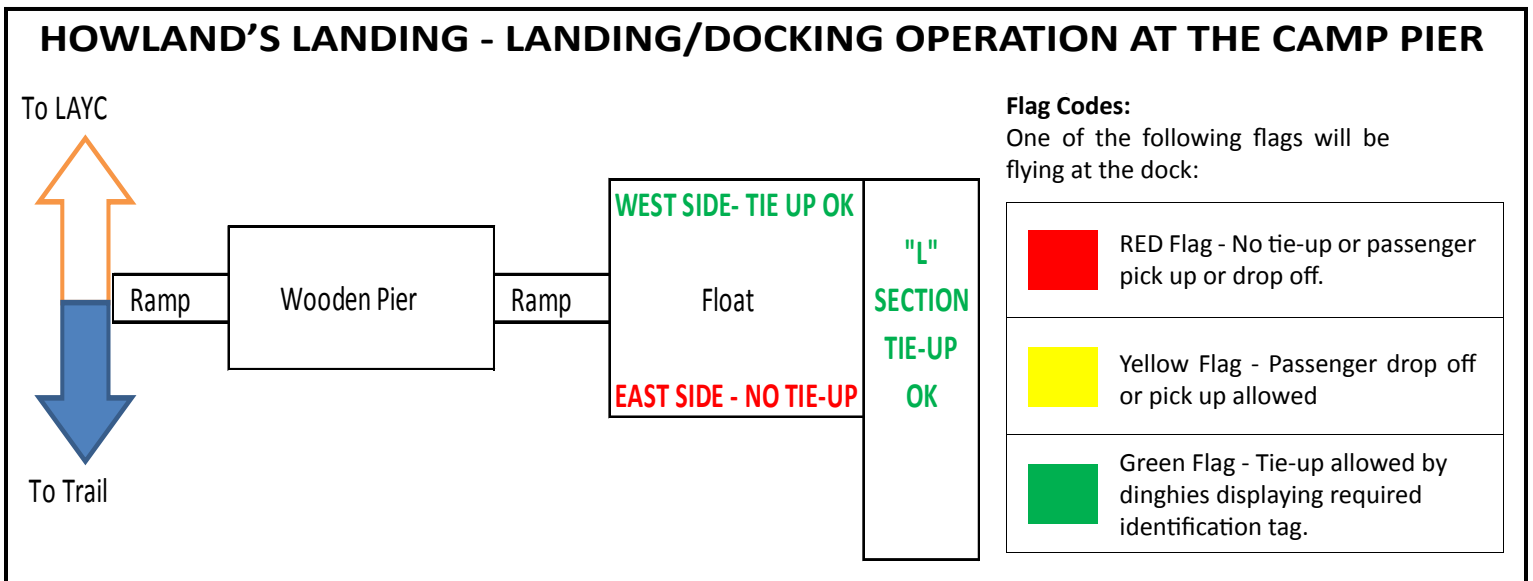 HOWLAND’S LANDING - LANDING/DOCKING OPERATION AT THE CAMP PIER
To LAYC
Ramp
Wooden Pier
Ramp
WEST SIDE- TIE UP OK
Float
EAST SIDE - NO TIE-UP
"L"
SECTION
TIE-UP
OK
To Trail
Flag Codes:
One of the following flags will be
flying at the dock:
RED Flag - No tie-up or passenger
pick up or drop off.
Yellow Flag - Passenger drop off
or pick up allowed
Green Flag - Tie-up allowed by
dinghies displaying required
identification tag.